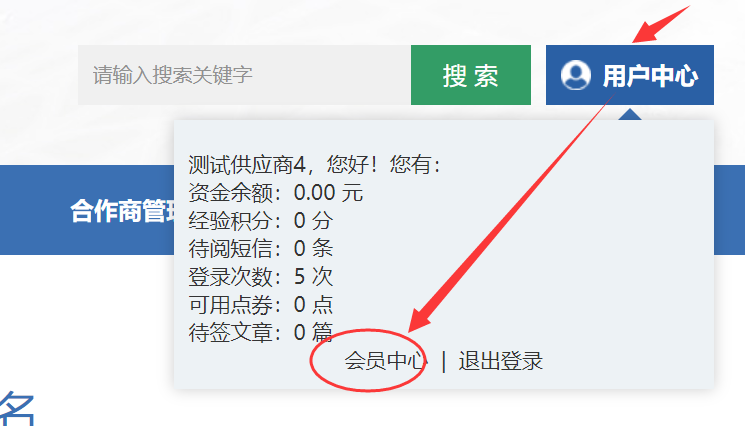 请输入搜索关键字
搜 索
用户中心
测试供应商4，您好！您有：
资金余额：0.00 元
合作商管理
经验积分：0 分
待阅短信：0 条
登录次数：5 次
可用点券：0 点
待签文章：0 篇
会员中心 | 退出登录
名